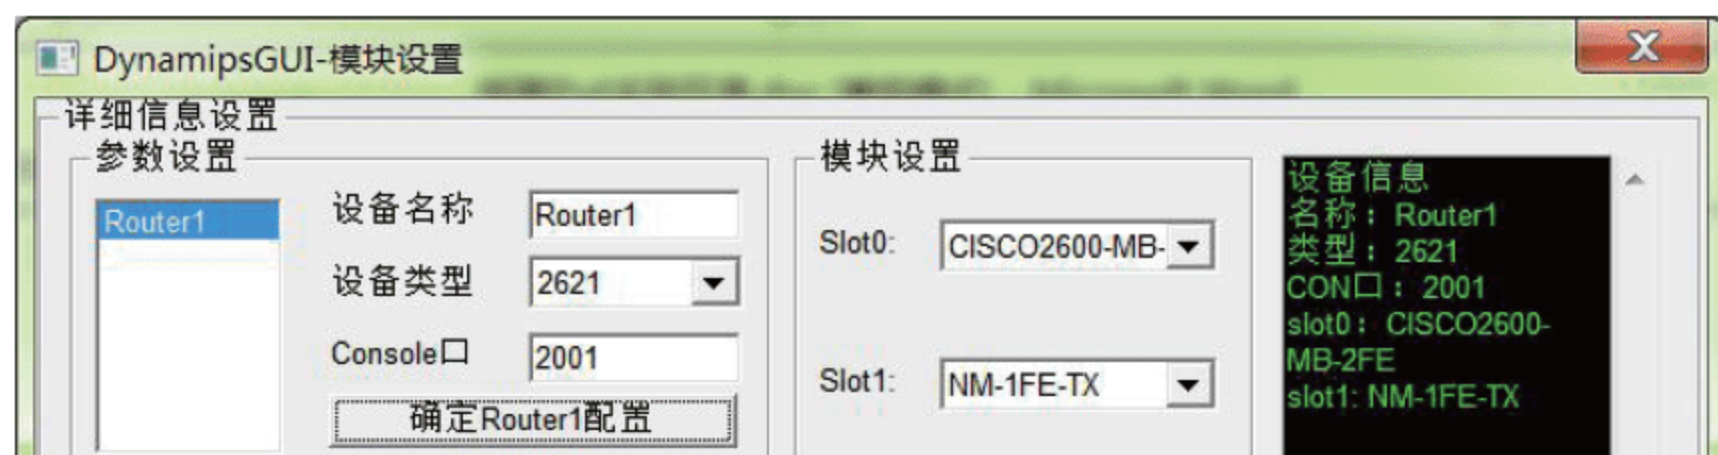 DynamipsGUI-模块设置
详细信息设置
参数设置
Router1
设备名称 Router1
设备类型 2621
Console口 2001
确定Router1配置
模块设置
Slot0: CISCO2600-MB-
Slot1: NM-1FE-TX
设备信息
名称：Router1
类型：2621
CON口：2001
slot0：CISCO2600-
MB-2FE
slot1: NM-1FE-TX